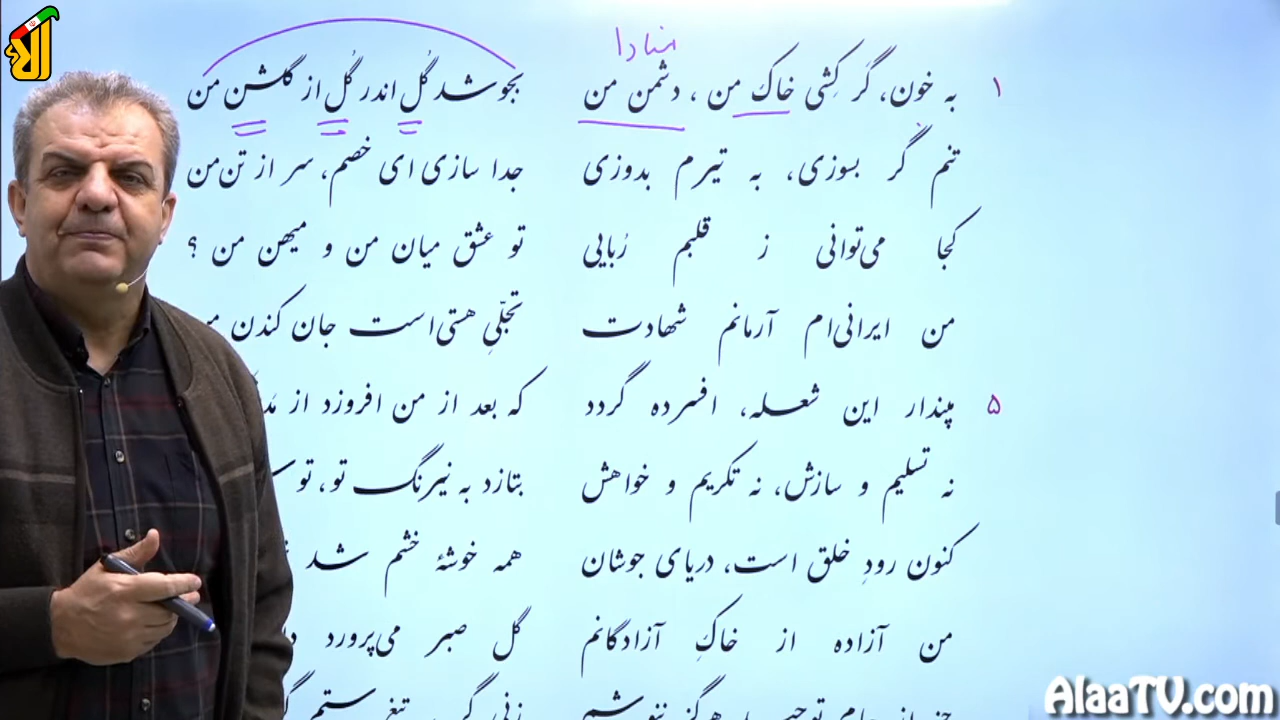 منادا
۱ به خون، گر کِشی خاک من ، دشمن من بجوشد گُل اندر گُل از گلشن من
تنم گر بسوزی، به تیرم بدوزی جدا سازی ای خصم، سر از تن من
کجا می‌توانی ز قلبم رُبایی تو عشق میان من و میهن من ؟
من ایرانی‌ام آرمانم شهادت تجلّیِ هستی است جان کندن
۵ مپندار این شعله، افسرده گردد که بعد از من افروزد از
نه تسلیم و سازش، نه تکریم و خواهش بتازد به نیرنگ تو، تو
کنون رودِ خلق است، دریای جوشان همه خوشهٔ خشم شد
من آزاده از خاکِ آزادگانم گل صبر می‌پرورد
AlaaTV.com